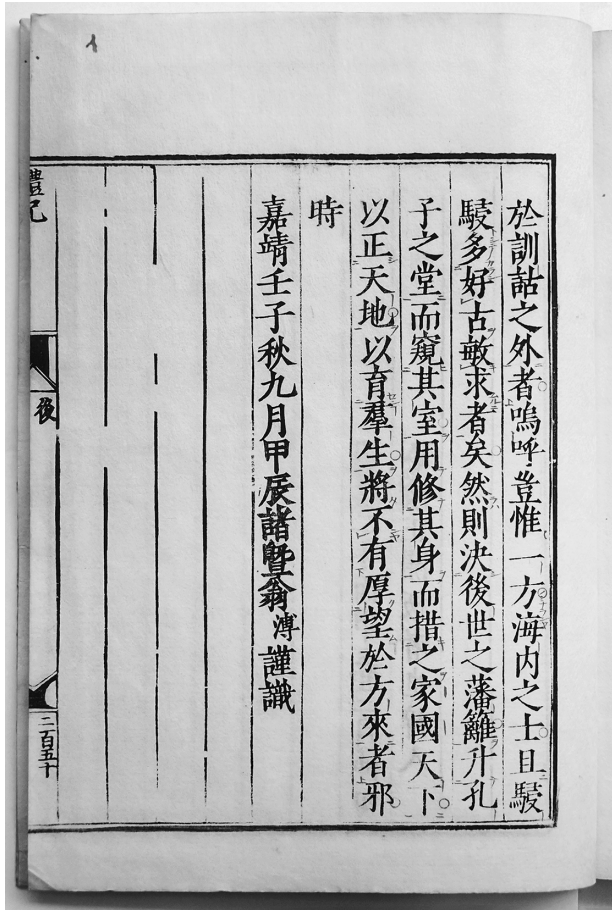 於訓詁之外者嗚呼豈惟一方海内之士且駸
駸多好古敏求者矣然則決後世之藩籬升孔
子之堂而窺其室用修其身而措之家國天下
以正天地以育羣生將不有厚望於方來者邪
時
嘉靖壬子秋九月甲辰諸曁翁溥謹識
禮記
後
二百五十